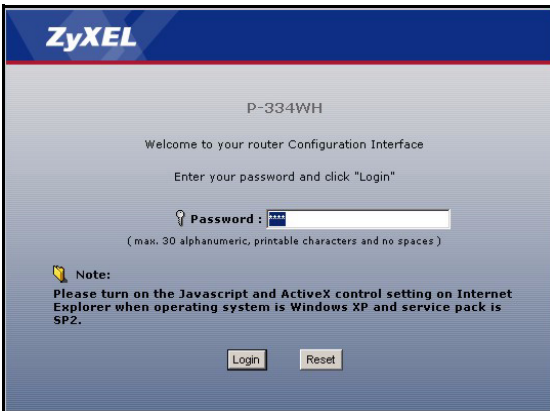 ZyXEL
P-334WH
Welcome to your router Configuration Interface
Enter your password and click "Login"
Password : ****
( max. 30 alphanumeric, printable characters and no spaces )
Note:
Please turn on the Javascript and ActiveX control setting on Internet
Explorer when operating system is Windows XP and service pack is
SP2.
Login Reset